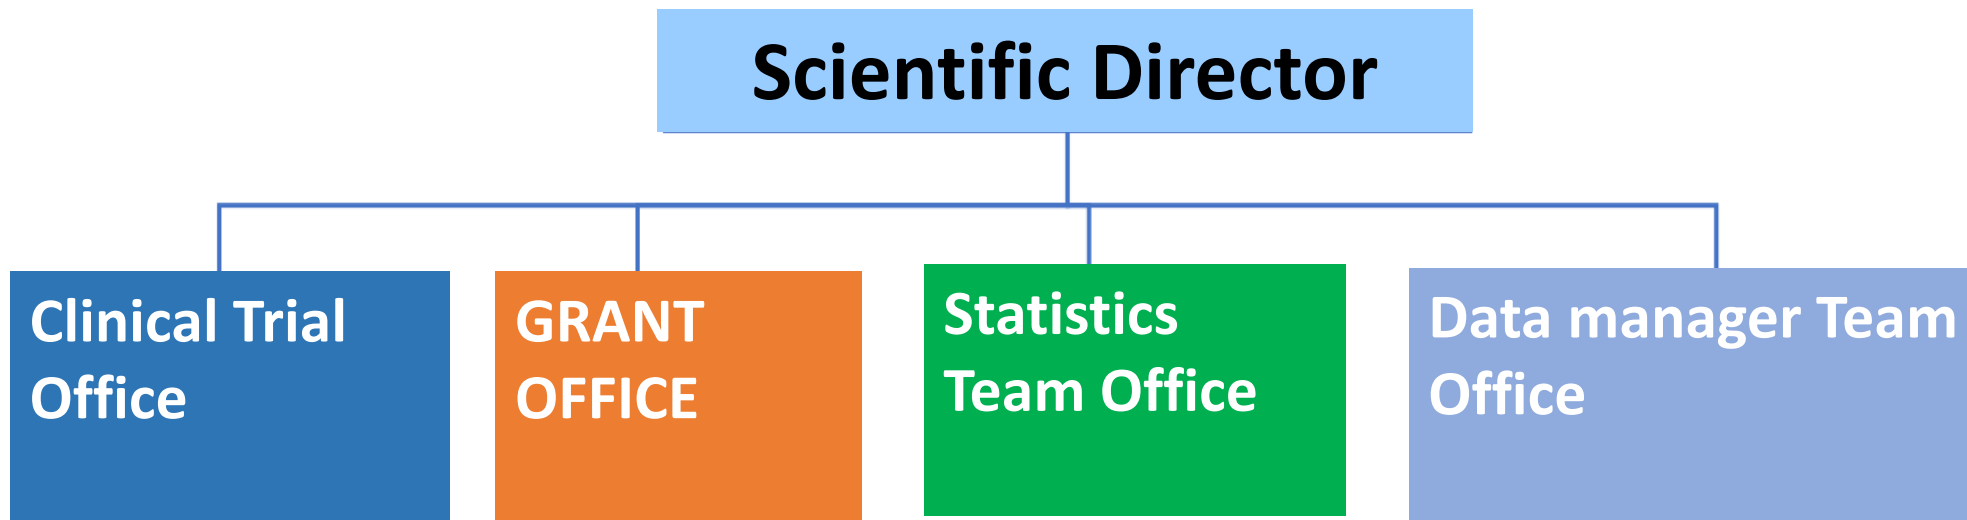 Scientific Director
Clinical Trial
Office
GRANT
OFFICE
Statistics
Team Office
Data manager Team
Office